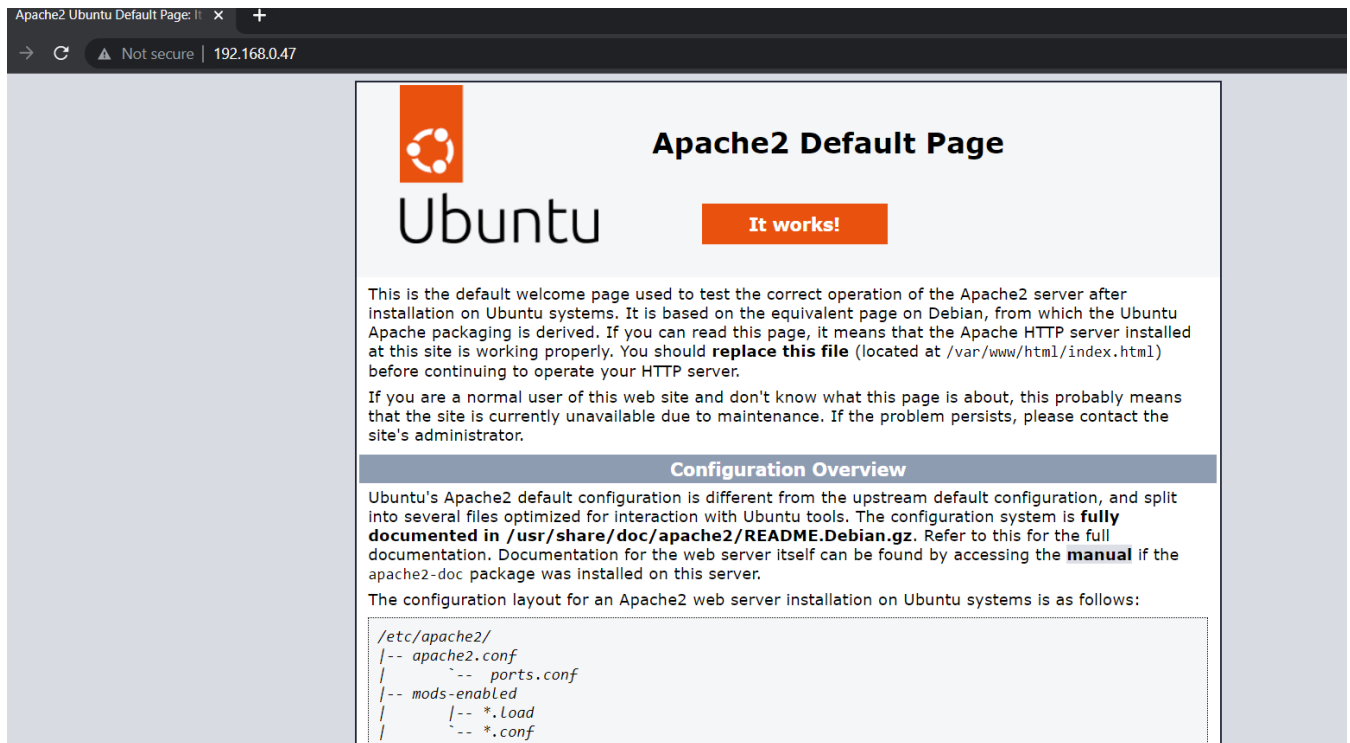 Apache2 Ubuntu Default Page: It
Not secure | 192.168.0.47
Apache2 Default Page
Ubuntu
It works!
This is the default welcome page used to test the correct operation of the Apache2 server after
installation on Ubuntu systems. It is based on the equivalent page on Debian, from which the Ubuntu
Apache packaging is derived. If you can read this page, it means that the Apache HTTP server installed
at this site is working properly. You should replace this file (located at /var/www/html/index.html)
before continuing to operate your HTTP server.
If you are a normal user of this web site and don't know what this page is about, this probably means
that the site is currently unavailable due to maintenance. If the problem persists, please contact the
site's administrator.
Configuration Overview
Ubuntu's Apache2 default configuration is different from the upstream default configuration, and split
into several files optimized for interaction with Ubuntu tools. The configuration system is fully
documented in /usr/share/doc/apache2/README.Debian.gz. Refer to this for the full
documentation. Documentation for the web server itself can be found by accessing the manual if the
apache2-doc package was installed on this server.
The configuration layout for an Apache2 web server installation on Ubuntu systems is as follows:
/etc/apache2/
|-- apache2.conf
|       `--  ports.conf
|-- mods-enabled
|       |-- *.load
|       `-- *.conf